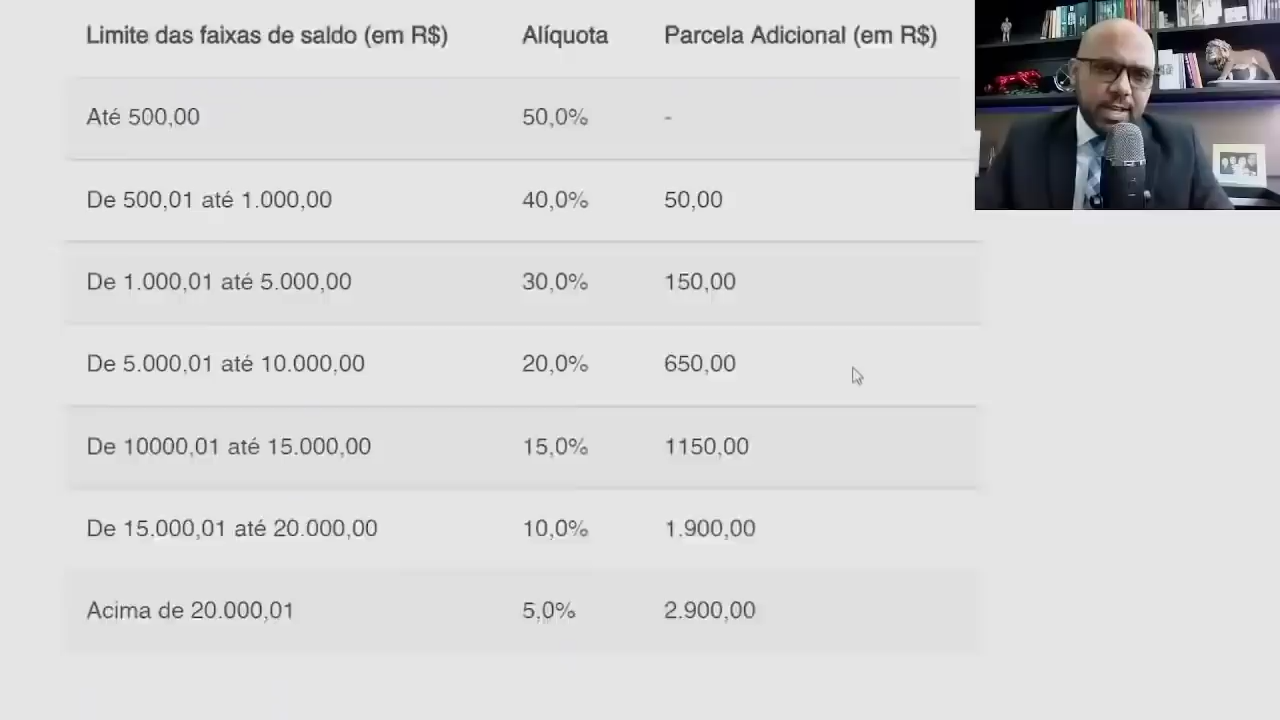 Limite das faixas de saldo (em R$) Alíquota Parcela Adicional (em R$)
Até 500,00 50,0% -
De 500,01 até 1.000,00 40,0% 50,00
De 1.000,01 até 5.000,00 30,0% 150,00
De 5.000,01 até 10.000,00 20,0% 650,00
De 10000,01 até 15.000,00 15,0% 1150,00
De 15.000,01 até 20.000,00 10,0% 1.900,00
Acima de 20.000,01 5,0% 2.900,00